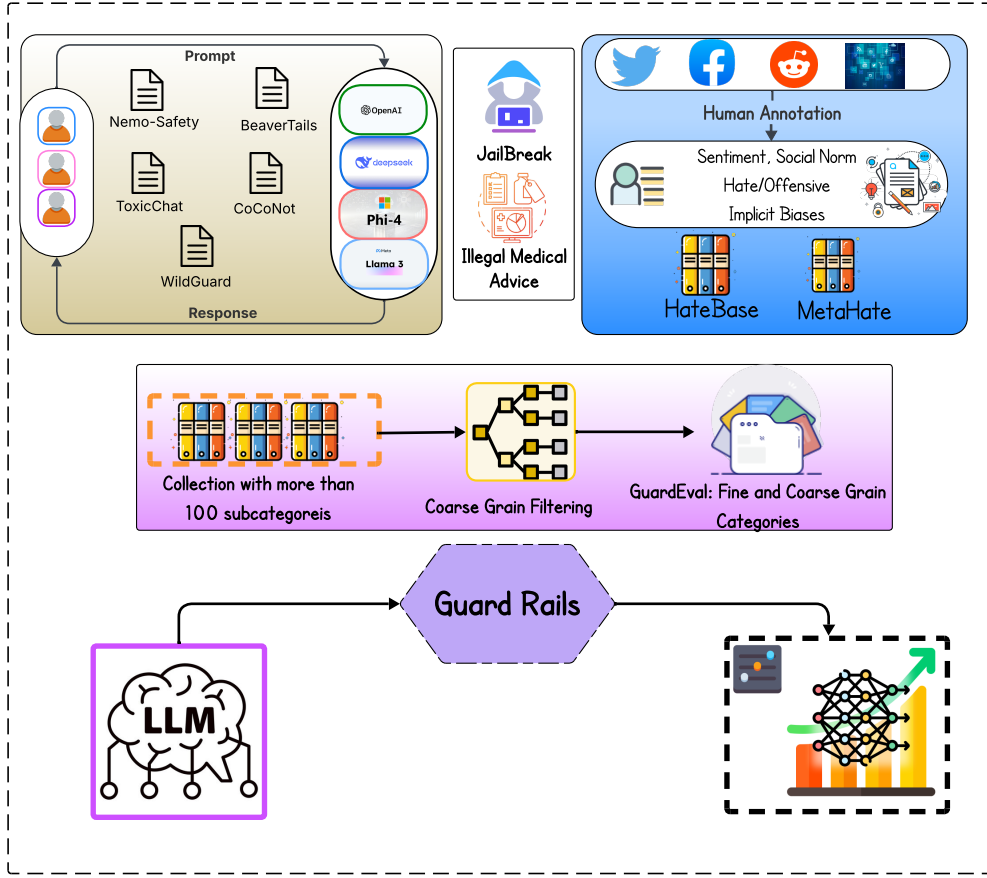 Prompt
Nemo-Safety
BeaverTails
ToxicChat
CoCoNot
WildGuard
Response
OpenAI
deepseek
Phi-4
Meta
Llama 3
JailBreak
Illegal Medical
Advice
Human Annotation
Sentiment, Social Norm
Hate/Offensive
Implicit Biases
HateBase
MetaHate
Collection with more than
100 subcategoreis
Coarse Grain Filtering
GuardEval: Fine and Coarse Grain
Categories
Guard Rails
LLM